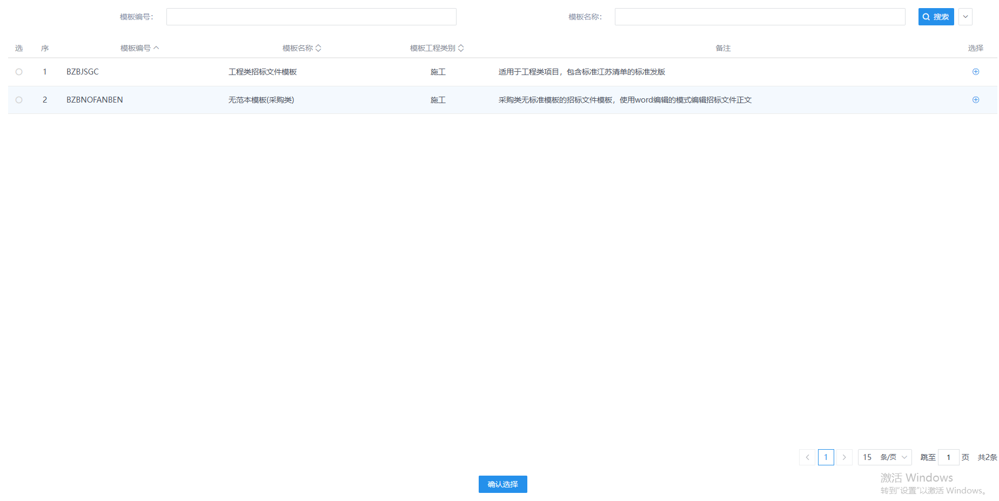 模板编号： 模板名称： 搜索
选 序 模板编号 模板名称 模板工程类别 备注 选择
1 BZBJSGC 工程类招标文件模板 施工 适用于工程类项目，包含标准江苏清单的标准发版
2 BZBNOFANBEN 无范本模板(采购类) 施工 采购类无标准模板的招标文件模板，使用word编辑的模式编辑招标文件正文
1 15 条/页 跳至 1 页 共2条
确认选择
激活 Windows
转到“设置”以激活 Windows。